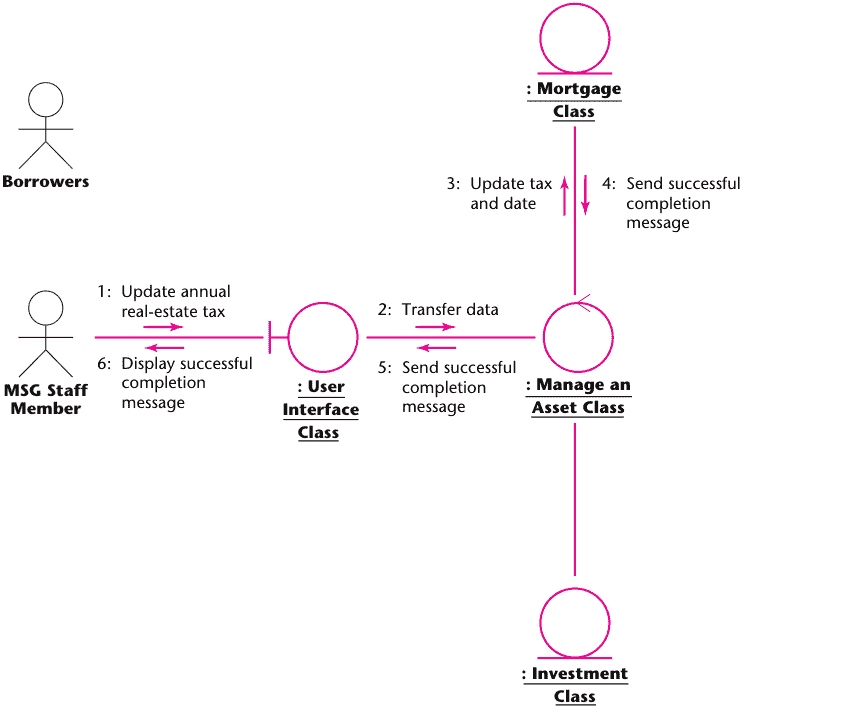 : Mortgage
Class
Borrowers
3: Update tax
and date
4: Send successful
completion
message
1: Update annual
real-estate tax
2: Transfer data
6: Display successful
completion
message
5: Send successful
completion
message
MSG Staff
Member
: User
Interface
Class
: Manage an
Asset Class
: Investment
Class